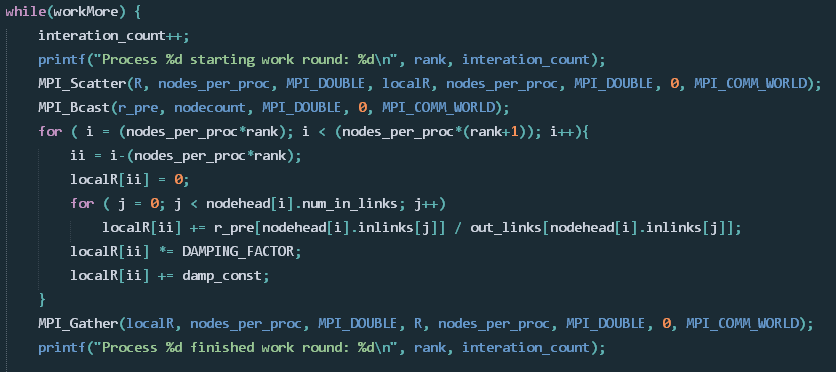 while(workMore) {
interation_count++;
printf("Process %d starting work round: %d\n", rank, interation_count);
MPI_Scatter(R, nodes_per_proc, MPI_DOUBLE, localR, nodes_per_proc, MPI_DOUBLE, 0, MPI_COMM_WORLD);
MPI_Bcast(r_pre, nodecount, MPI_DOUBLE, 0, MPI_COMM_WORLD);
for ( i = (nodes_per_proc*rank); i < (nodes_per_proc*(rank+1)); i++){
ii = i-(nodes_per_proc*rank);
localR[ii] = 0;
for ( j = 0; j < nodehead[i].num_in_links; j++)
localR[ii] += r_pre[nodehead[i].inlinks[j]] / out_links[nodehead[i].inlinks[j]];
localR[ii] *= DAMPING_FACTOR;
localR[ii] += damp_const;
}
MPI_Gather(localR, nodes_per_proc, MPI_DOUBLE, R, nodes_per_proc, MPI_DOUBLE, 0, MPI_COMM_WORLD);
printf("Process %d finished work round: %d\n", rank, interation_count);